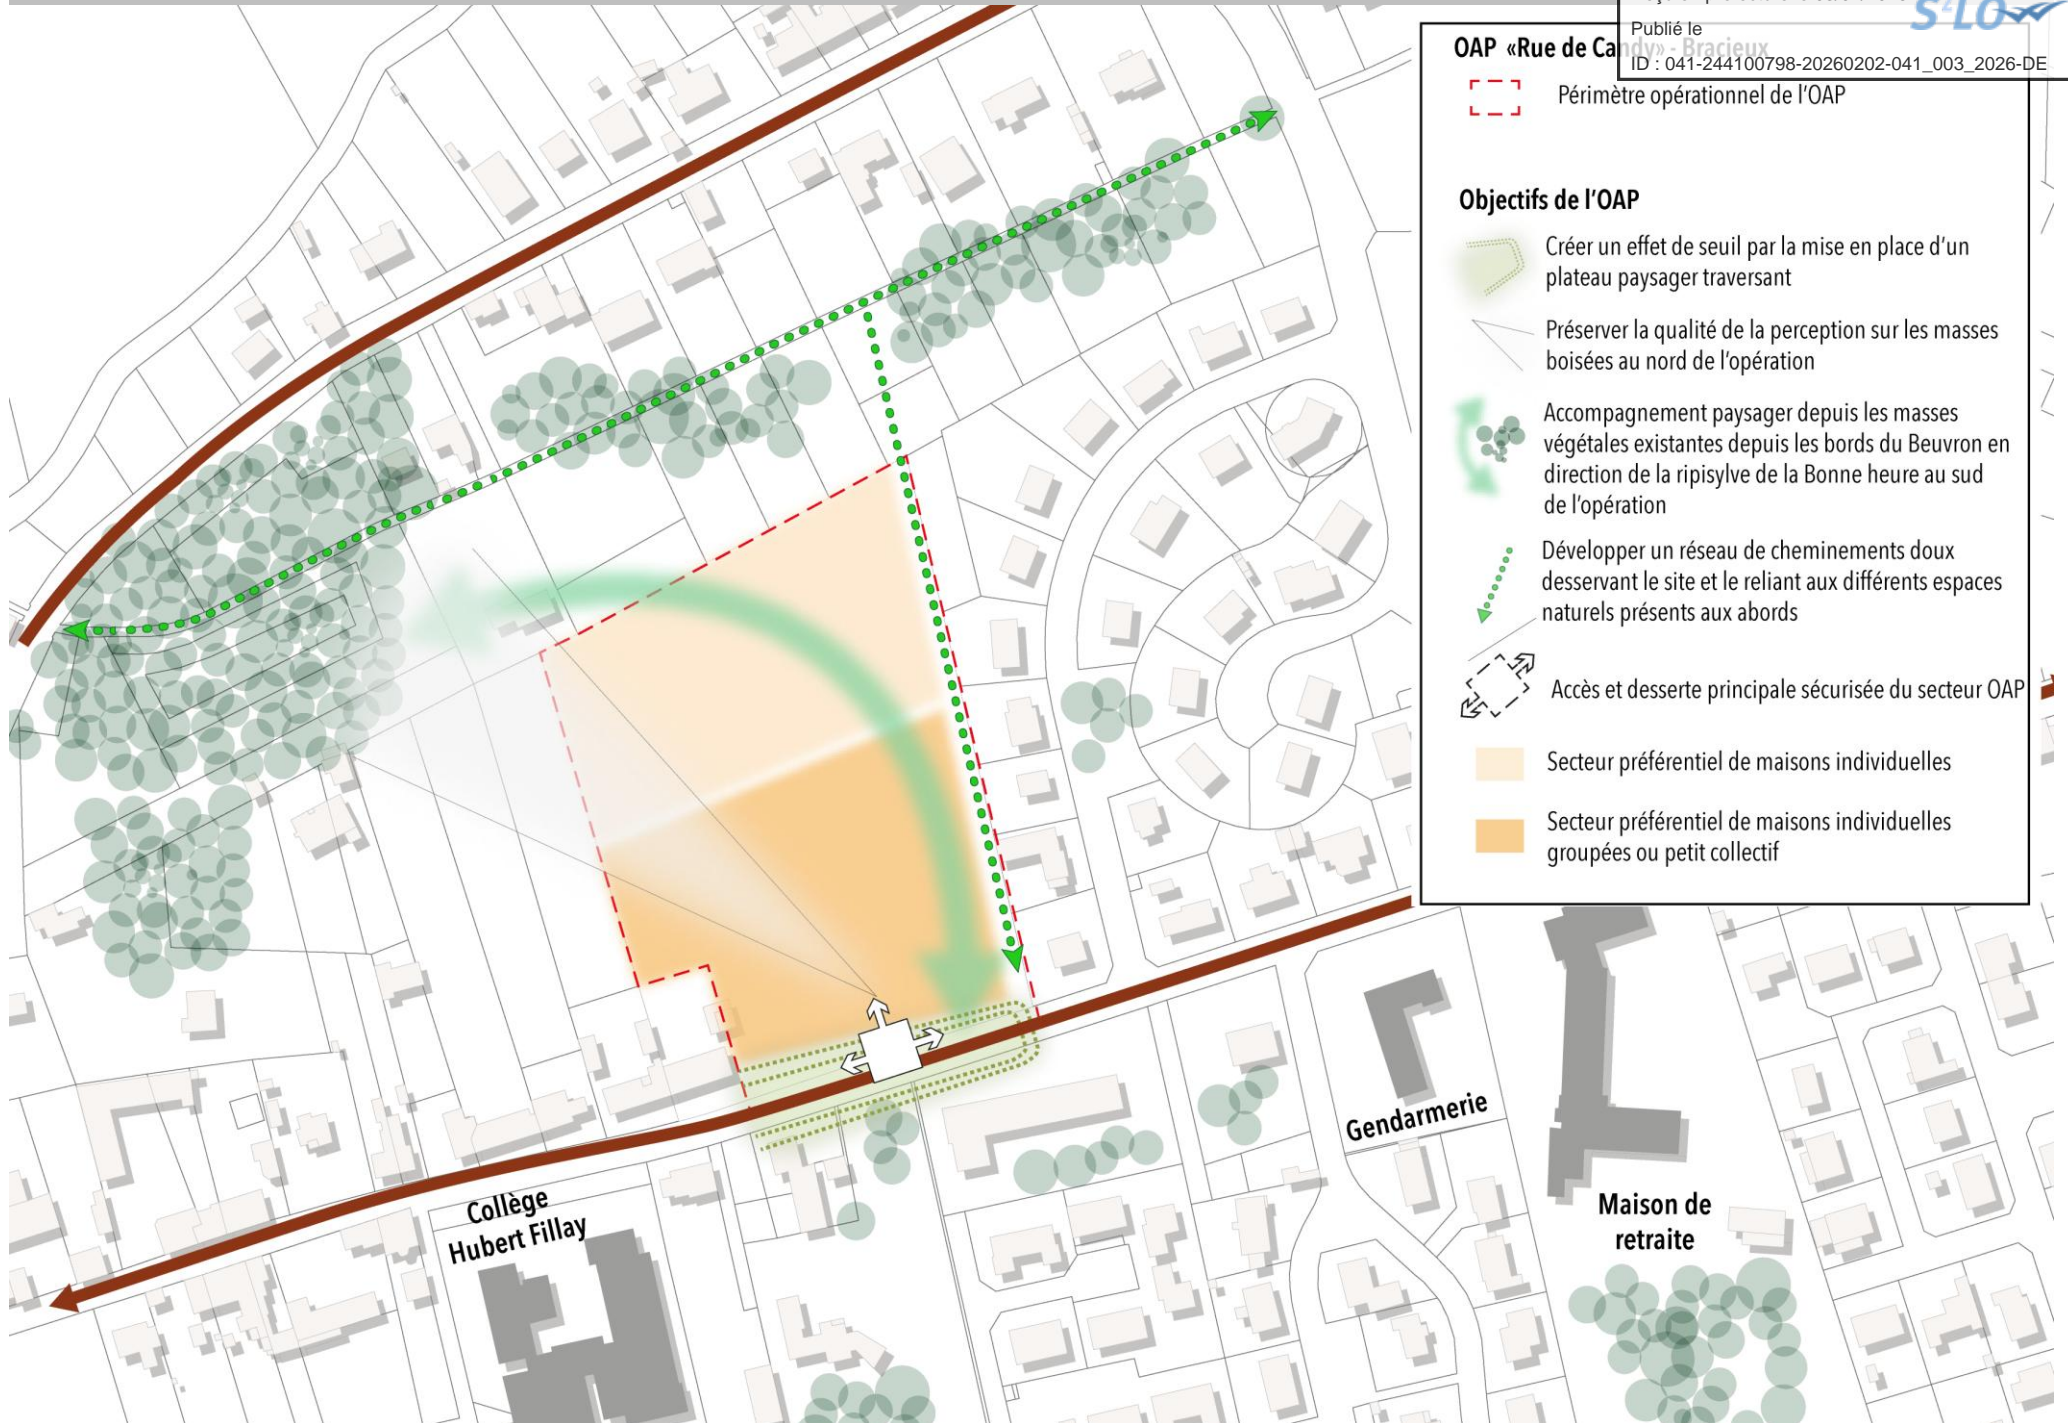 S²LO
Publié le
ID : 041-244100798-20260202-041_003_2026-DE
OAP «Rue de Candy» - Bracieux
Périmètre opérationnel de l'OAP
Objectifs de l'OAP
Créer un effet de seuil par la mise en place d'un
plateau paysager traversant
Préserver la qualité de la perception sur les masses
boisées au nord de l'opération
Accompagnement paysager depuis les masses
végétales existantes depuis les bords du Beuvron en
direction de la ripisylve de la Bonne heure au sud
de l'opération
Développer un réseau de cheminements doux
desservant le site et le reliant aux différents espaces
naturels présents aux abords
Accès et desserte principale sécurisée du secteur OAP
Secteur préférentiel de maisons individuelles
Secteur préférentiel de maisons individuelles
groupées ou petit collectif
Gendarmerie
Maison de
retraite
Collège
Hubert Fillay